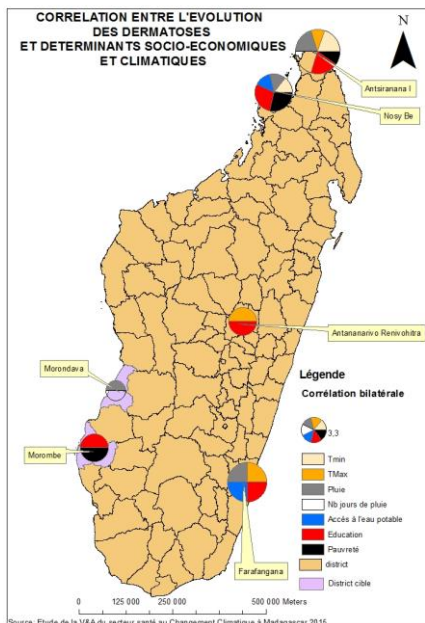 CORRELATION ENTRE L'EVOLUTION
DES DERMATOSES
ET DETERMINANTS SOCIO-ECONOMIQUES
ET CLIMATIQUES
N
Antsiranana I
Nosy Be
Antananarivo Renivohitra
Morondava
Morombe
Farafangana
Légende
Corrélation bilatérale
3,3
Tmin
TMax
Pluie
Nb jours de pluie
Accés à l'eau potable
Education
Pauvreté
district
District cible
0 125 000 250 000 500 000 Meters
Source: Etude de la V&A du secteur santé au Changement Climatique à Madagascar 2015